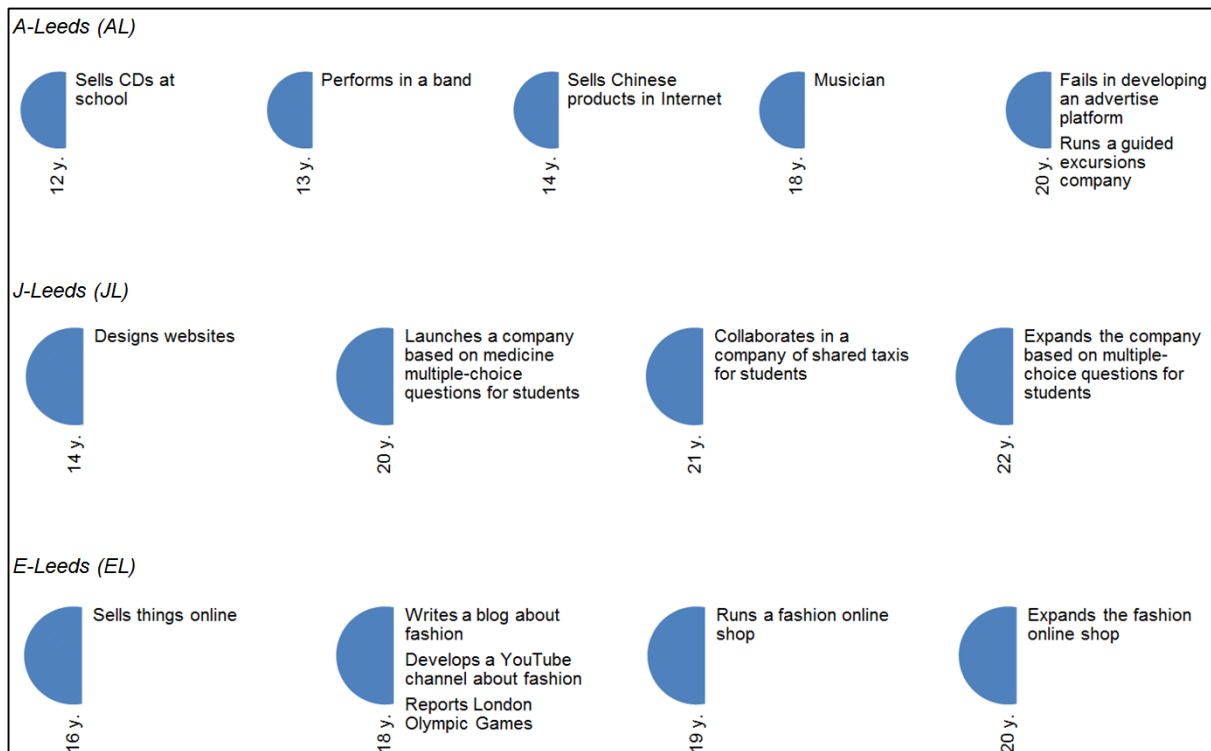 A-Leeds (AL)
Sells CDs at
school
12 y.
Performs in a band
13 y.
Sells Chinese
products in Internet
14 y.
Musician
18 y.
Fails in developing
an advertise
platform
Runs a guided
excursions
company
20 y.
J-Leeds (JL)
Designs websites
14 y.
Launches a company
based on medicine
multiple-choice
questions for students
20 y.
Collaborates in a
company of shared taxis
for students
21 y.
Expands the company
based on multiple-
choice questions for
students
22 y.
E-Leeds (EL)
Sells things online
16 y.
Writes a blog about
fashion
Develops a YouTube
channel about fashion
Reports London
Olympic Games
18 y.
Runs a fashion online
shop
19 y.
Expands the fashion
online shop
20 y.